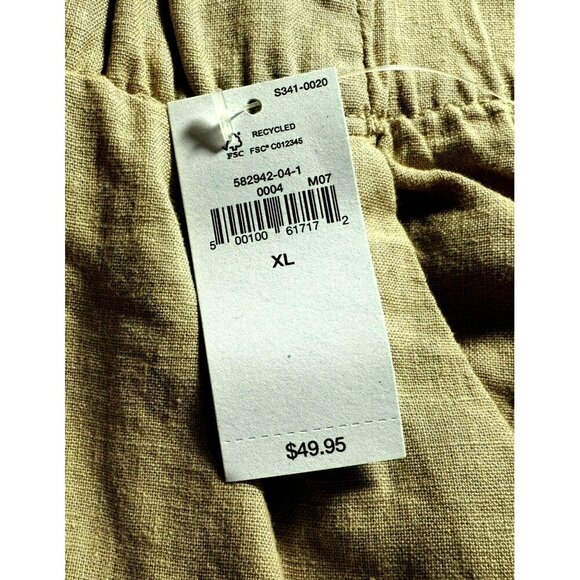 S341-0020
FSC
RECYCLED
FSC® C012345
582942-04-1
0004 M07
5 00100 61717 2
XL
$49.95